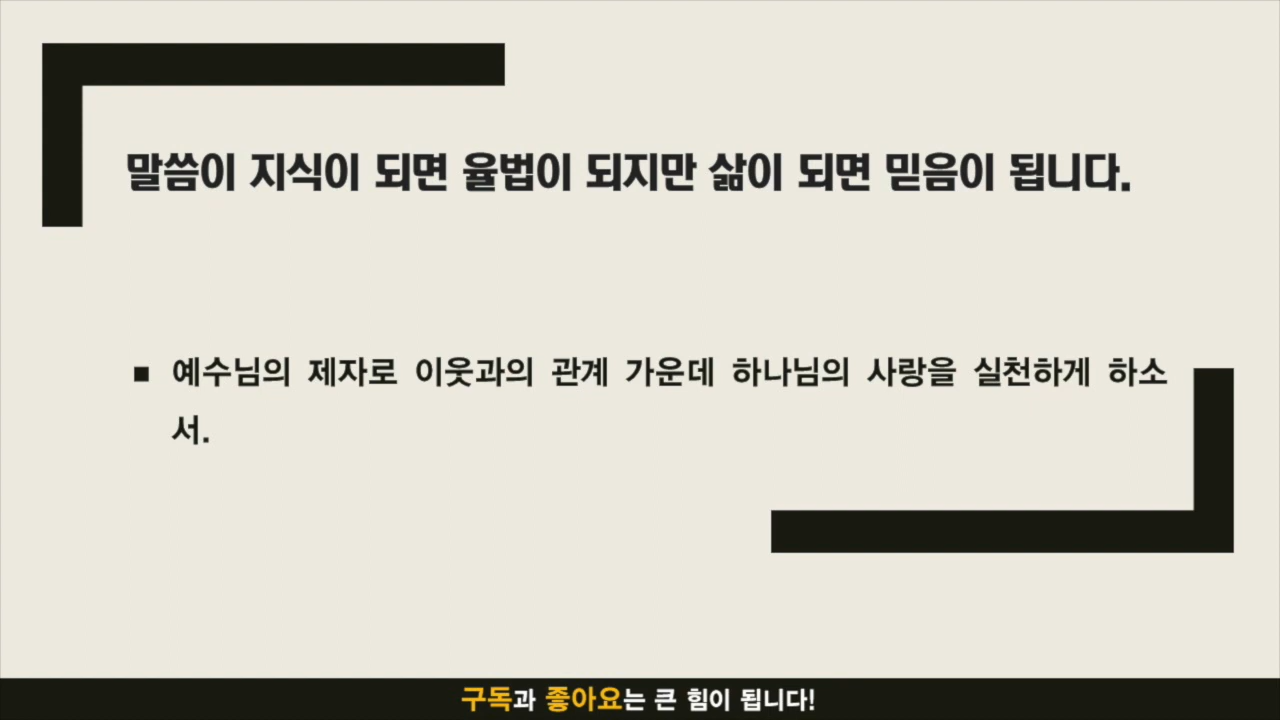 말씀이 지식이 되면 율법이 되지만 삶이 되면 믿음이 됩니다.
■ 예수님의 제자로 이웃과의 관계 가운데 하나님의 사랑을 실천하게 하소
서.
구독과 좋아요는 큰 힘이 됩니다!